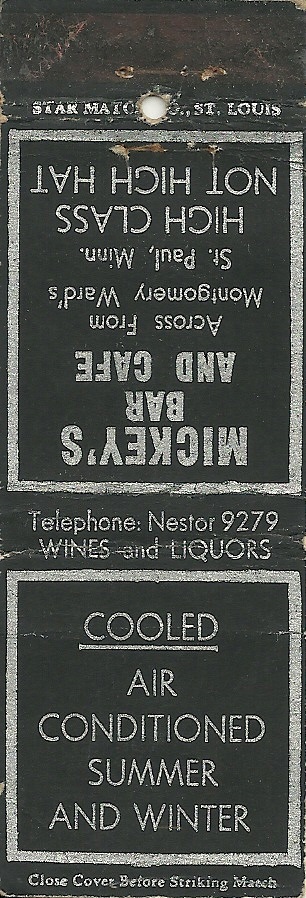 STAR MATCH CO., ST. LOUIS
MICKEY'S
BAR
AND CAFE
Across From
Montgomery Ward's
St. Paul, Minn.
HIGH CLASS
NOT HIGH HAT
Telephone: Nestor 9279
WINES and LIQUORS
COOLED
AIR
CONDITIONED
SUMMER
AND WINTER
Close Cover Before Striking Match